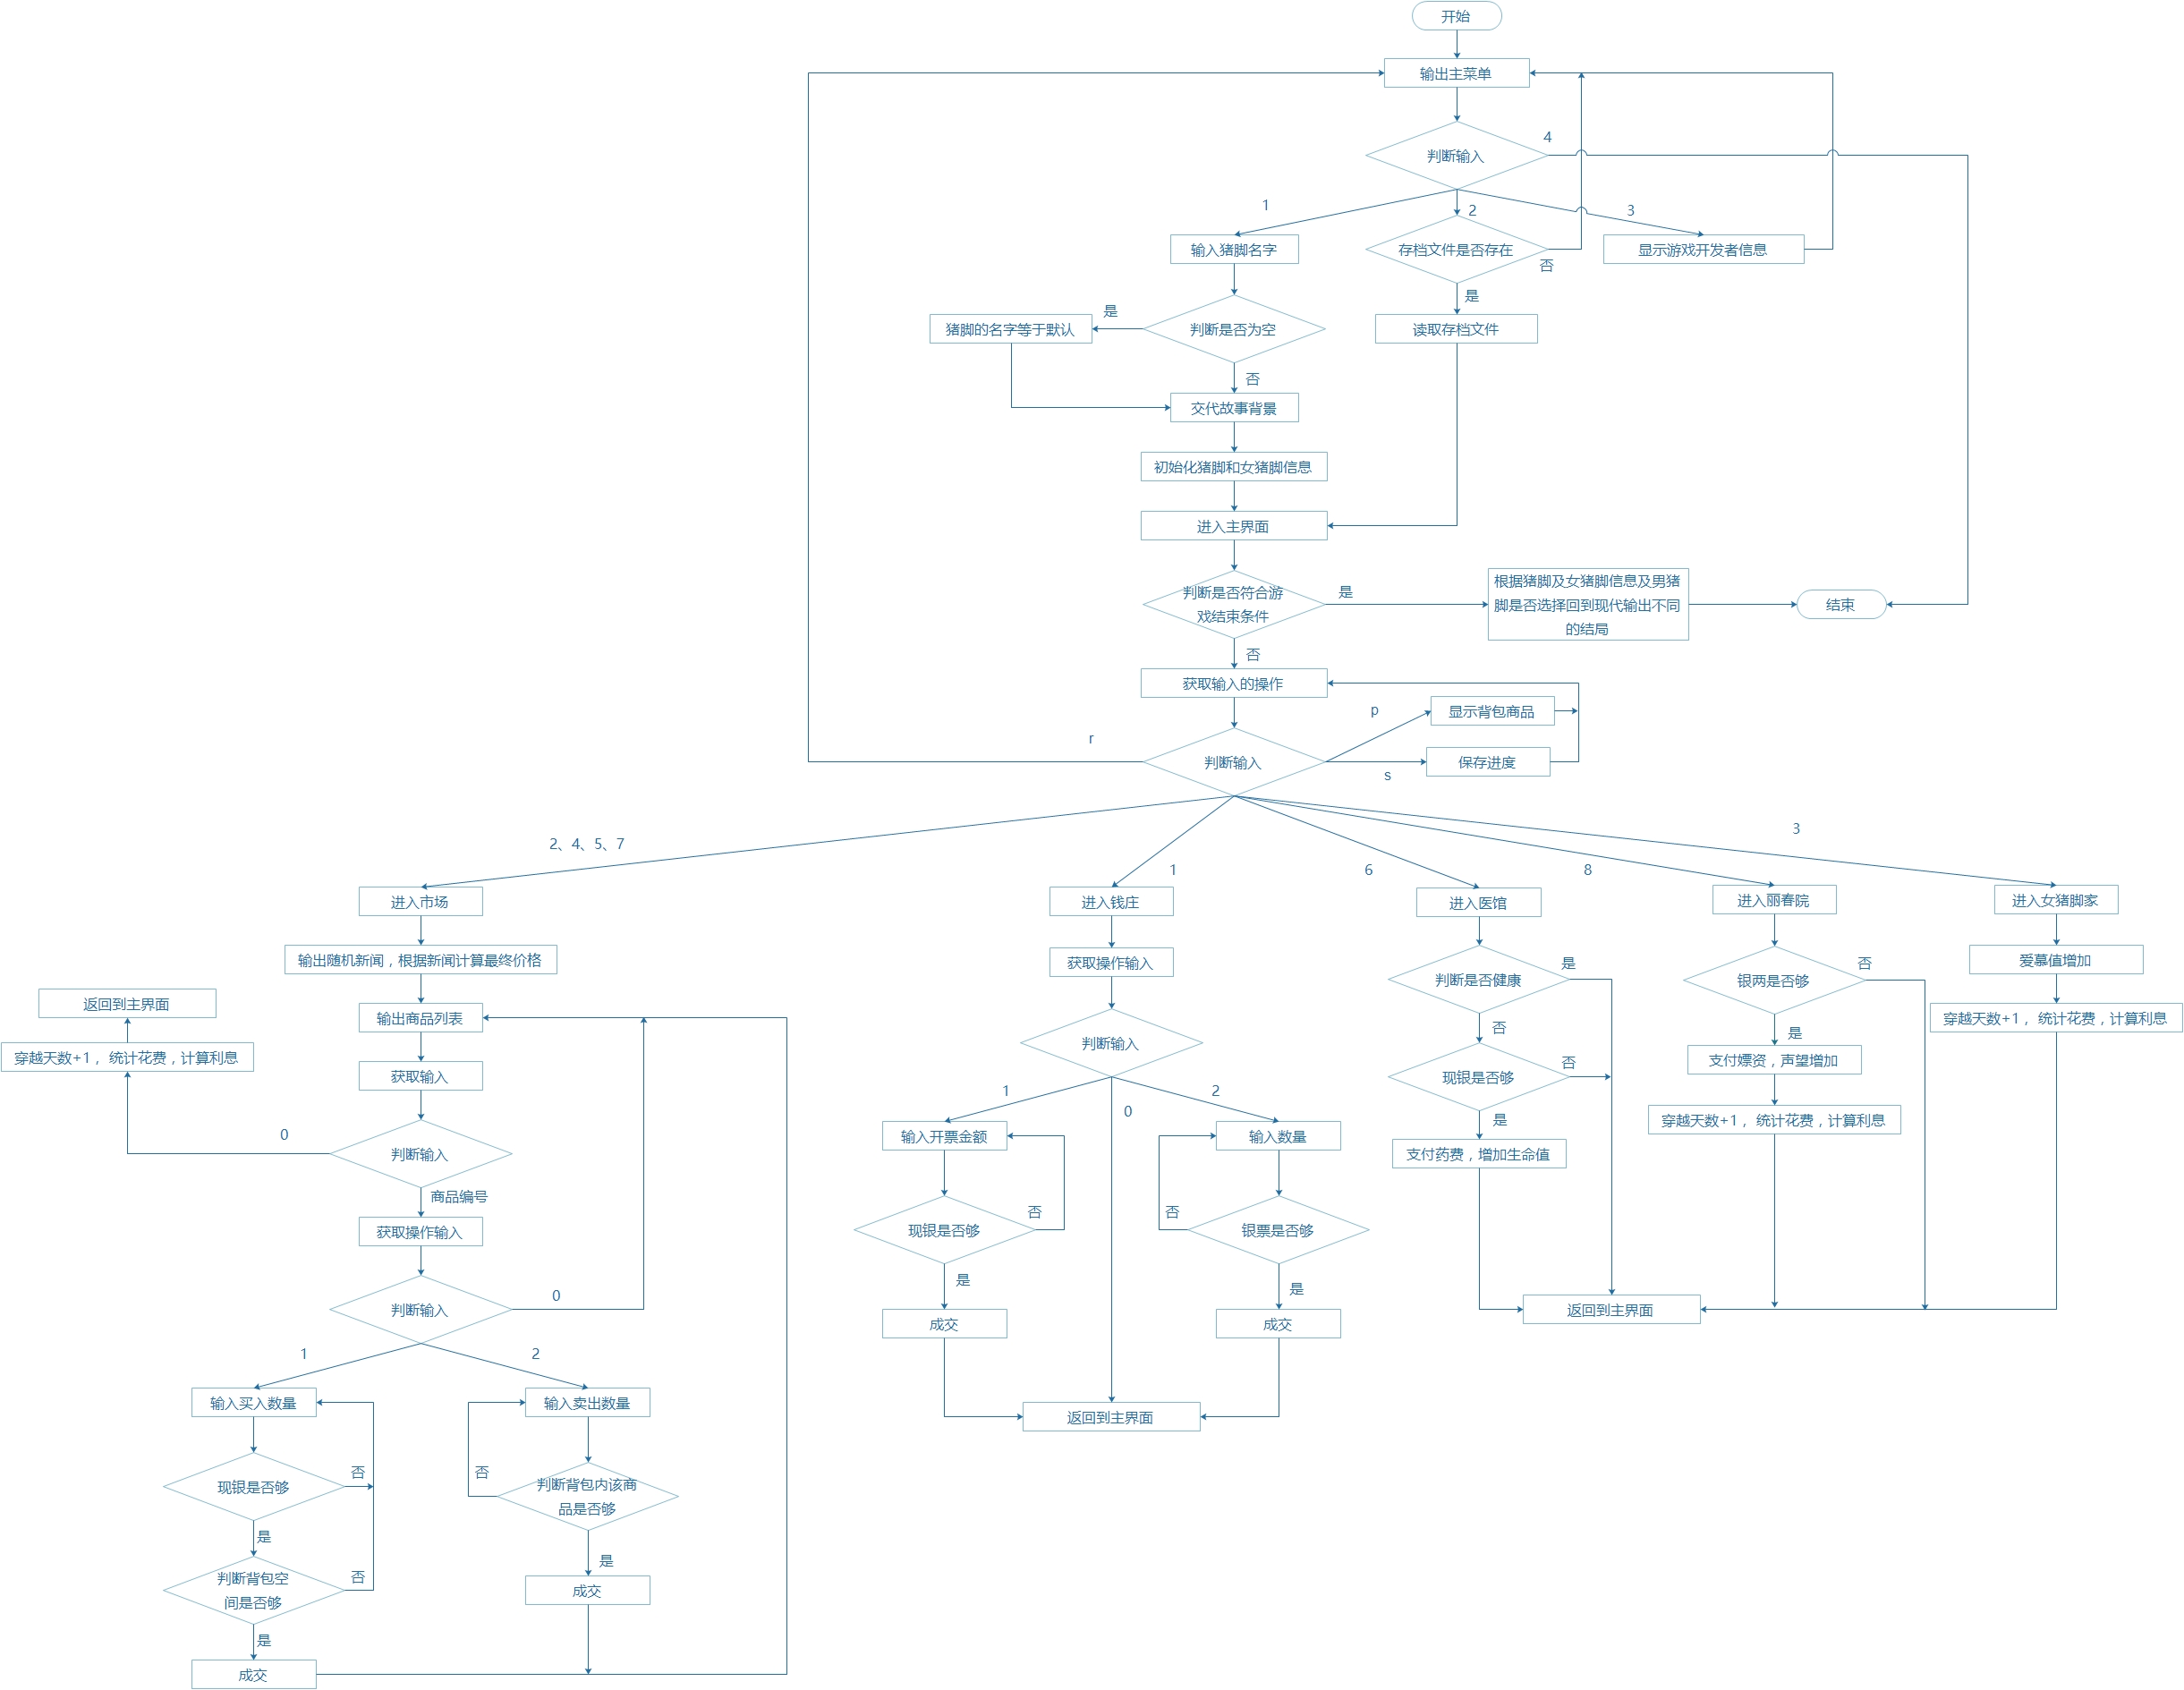 开始
输出主菜单
判断输入
4
1
2
3
输入猪脚名字
存档文件是否存在
否
显示游戏开发者信息
是
猪脚的名字等于默认
是
判断是否为空
读取存档文件
否
交代故事背景
初始化猪脚和女猪脚信息
进入主界面
判断是否符合游
戏结束条件
是
根据猪脚及女猪脚信息及男猪
脚是否选择回到现代输出不同
的结局
结束
否
获取输入的操作
p
显示背包商品
r
判断输入
s
保存进度
2、4、5、7
1
6
8
3
进入市场
进入钱庄
进入医馆
进入丽春院
进入女猪脚家
输出随机新闻，根据新闻计算最终价格
获取操作输入
判断是否健康
是
银两是否够
否
爱慕值增加
返回到主界面
输出商品列表
否
穿越天数+1， 统计花费，计算利息
穿越天数+1， 统计花费，计算利息
获取输入
判断输入
现银是否够
否
是
支付嫖资，声望增加
0
判断输入
1
0
2
是
穿越天数+1， 统计花费，计算利息
商品编号
输入开票金额
输入数量
支付药费，增加生命值
获取操作输入
现银是否够
否
否
银票是否够
判断输入
0
是
是
成交
成交
返回到主界面
1
2
输入买入数量
输入卖出数量
返回到主界面
现银是否够
否
否
判断背包内该商
品是否够
是
是
判断背包空
间是否够
否
成交
是
成交